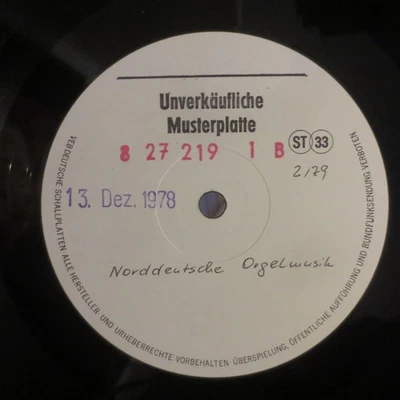 Unverkäufliche
Musterplatte
8 27 219 I B ST 33
2/79
13. Dez. 1978
Norddeutsche Orgelmusik
VEB DEUTSCHE SCHALLPLATTEN ALLE HERSTELLER UND URHEBERRECHTE VORBEHALTEN · ÜBERSPIELUNG, ÖFFENTLICHE AUFFÜHRUNG UND RUNDFUNKSENDUNG VERBOTEN